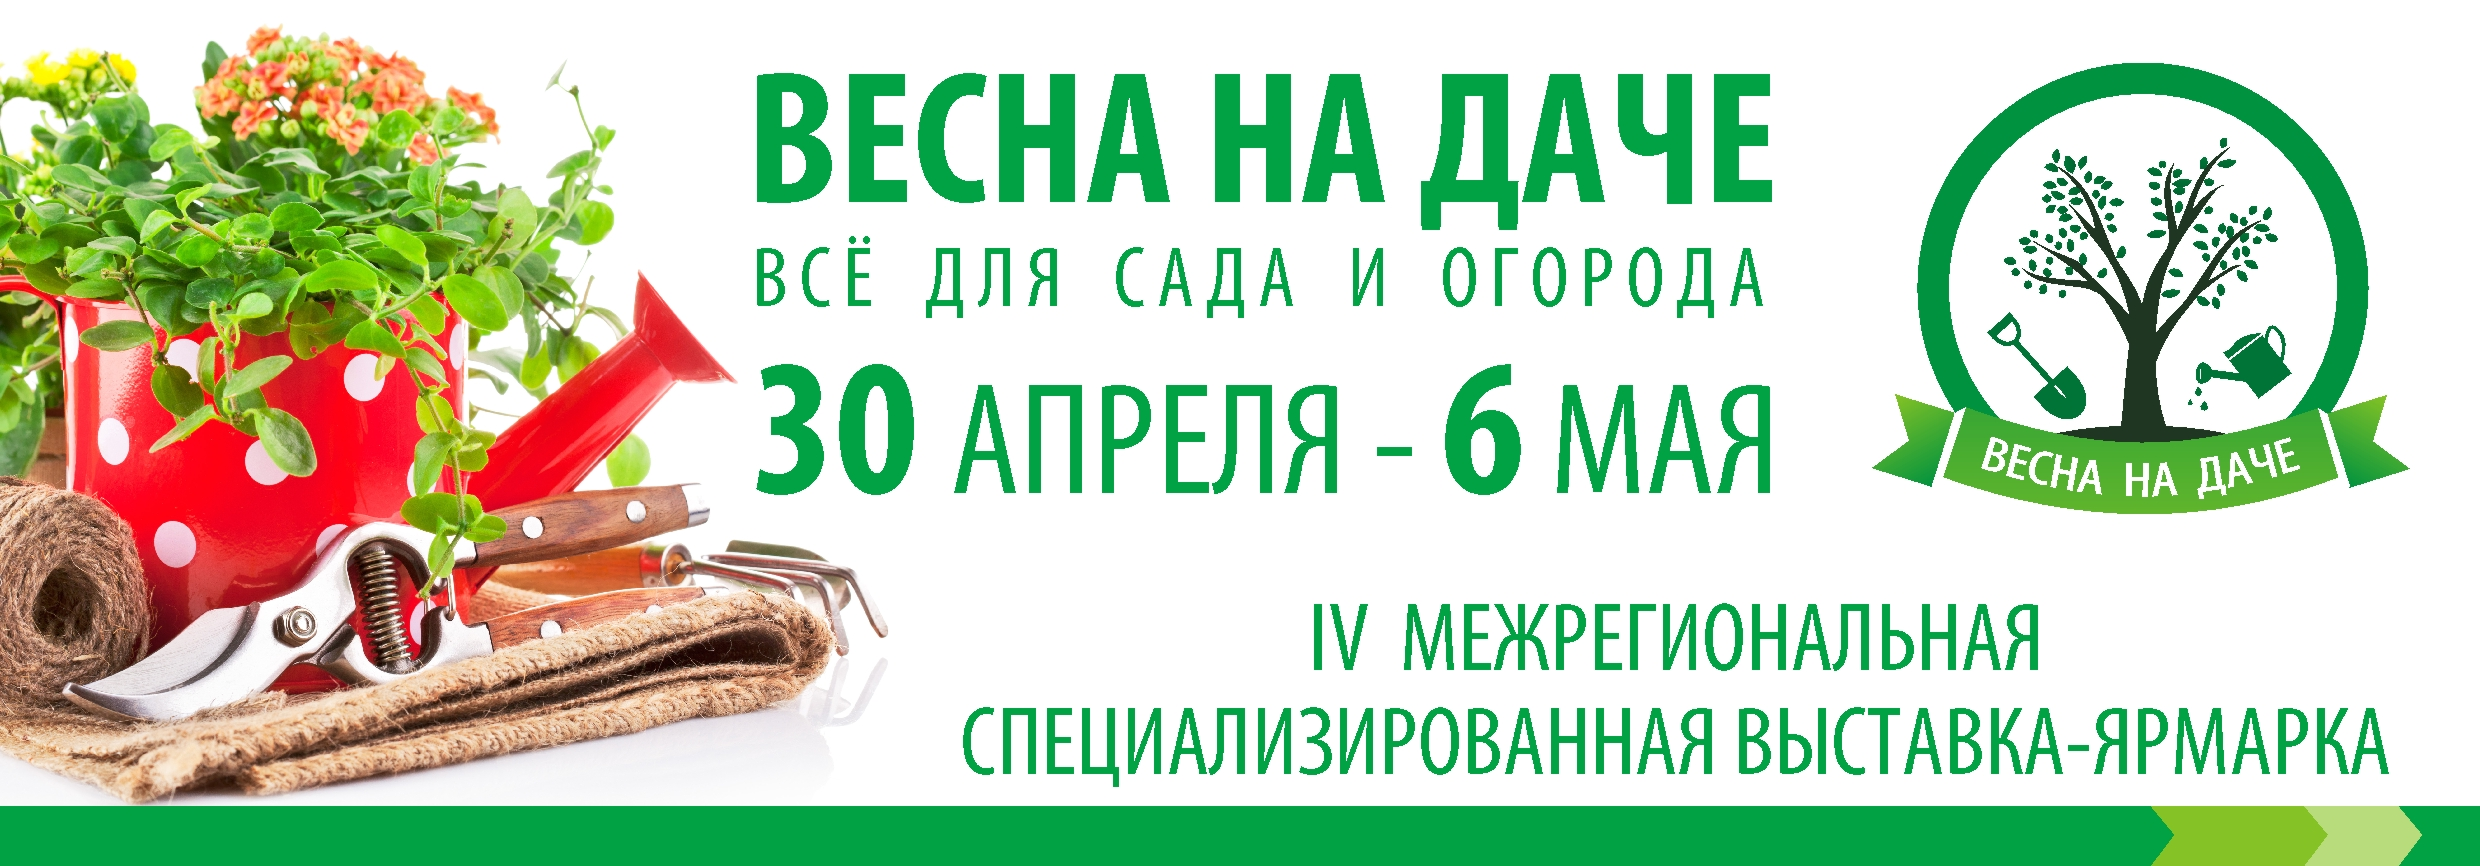 ВЕСНА НА ДАЧЕ
ВСЁ ДЛЯ САДА И ОГОРОДА
30 АПРЕЛЯ - 6 МАЯ
ВЕСНА НА ДАЧЕ
IV МЕЖРЕГИОНАЛЬНАЯ
СПЕЦИАЛИЗИРОВАННАЯ ВЫСТАВКА-ЯРМАРКА